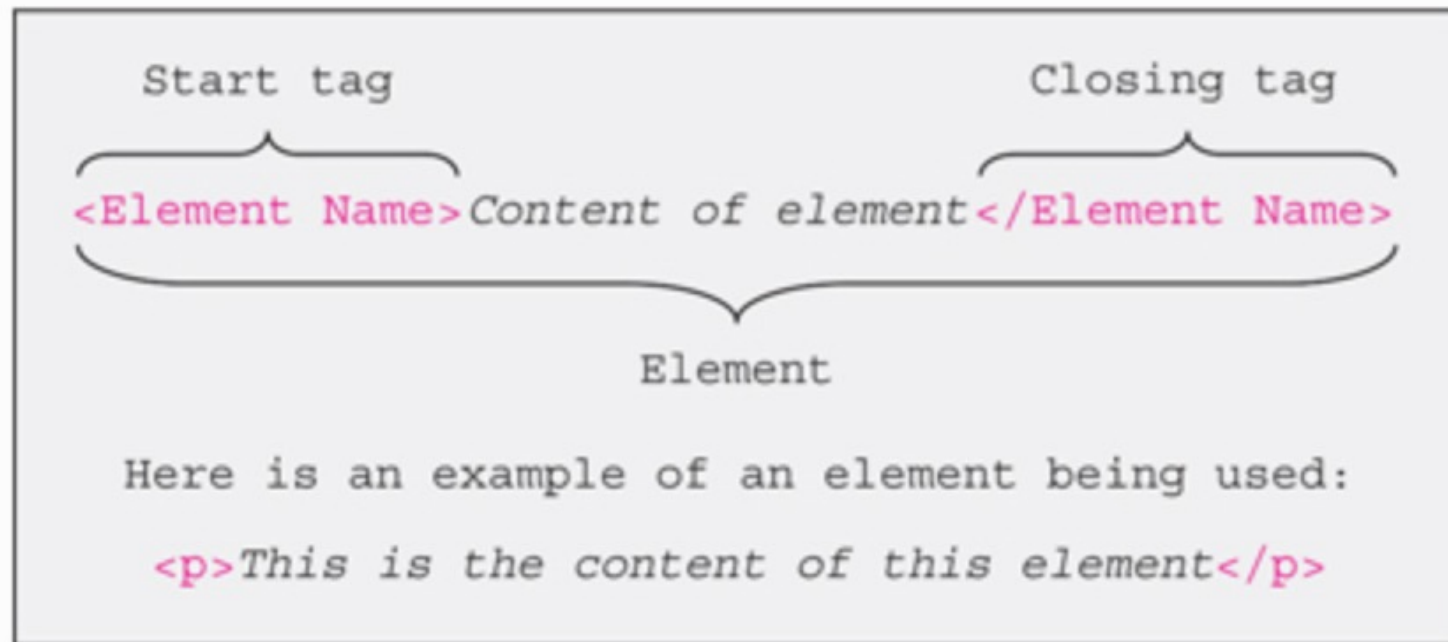 Start tag Closing tag
<Element Name>Content of element</Element Name>
Element
Here is an example of an element being used:
<p>This is the content of this element</p>